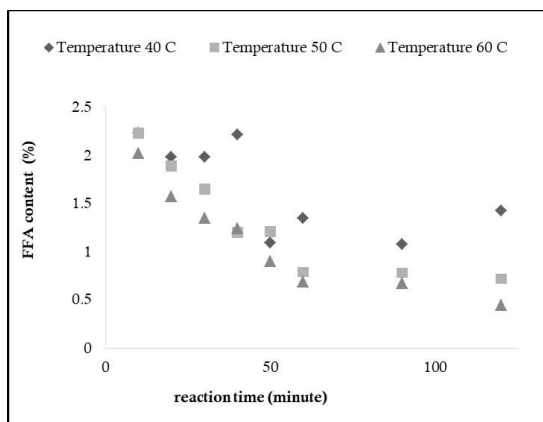 Temperature 40 C Temperature 50 C Temperature 60 C
2.5
2
1.5
1
0.5
0
FFA content (%)
0 50 100
reaction time (minute)